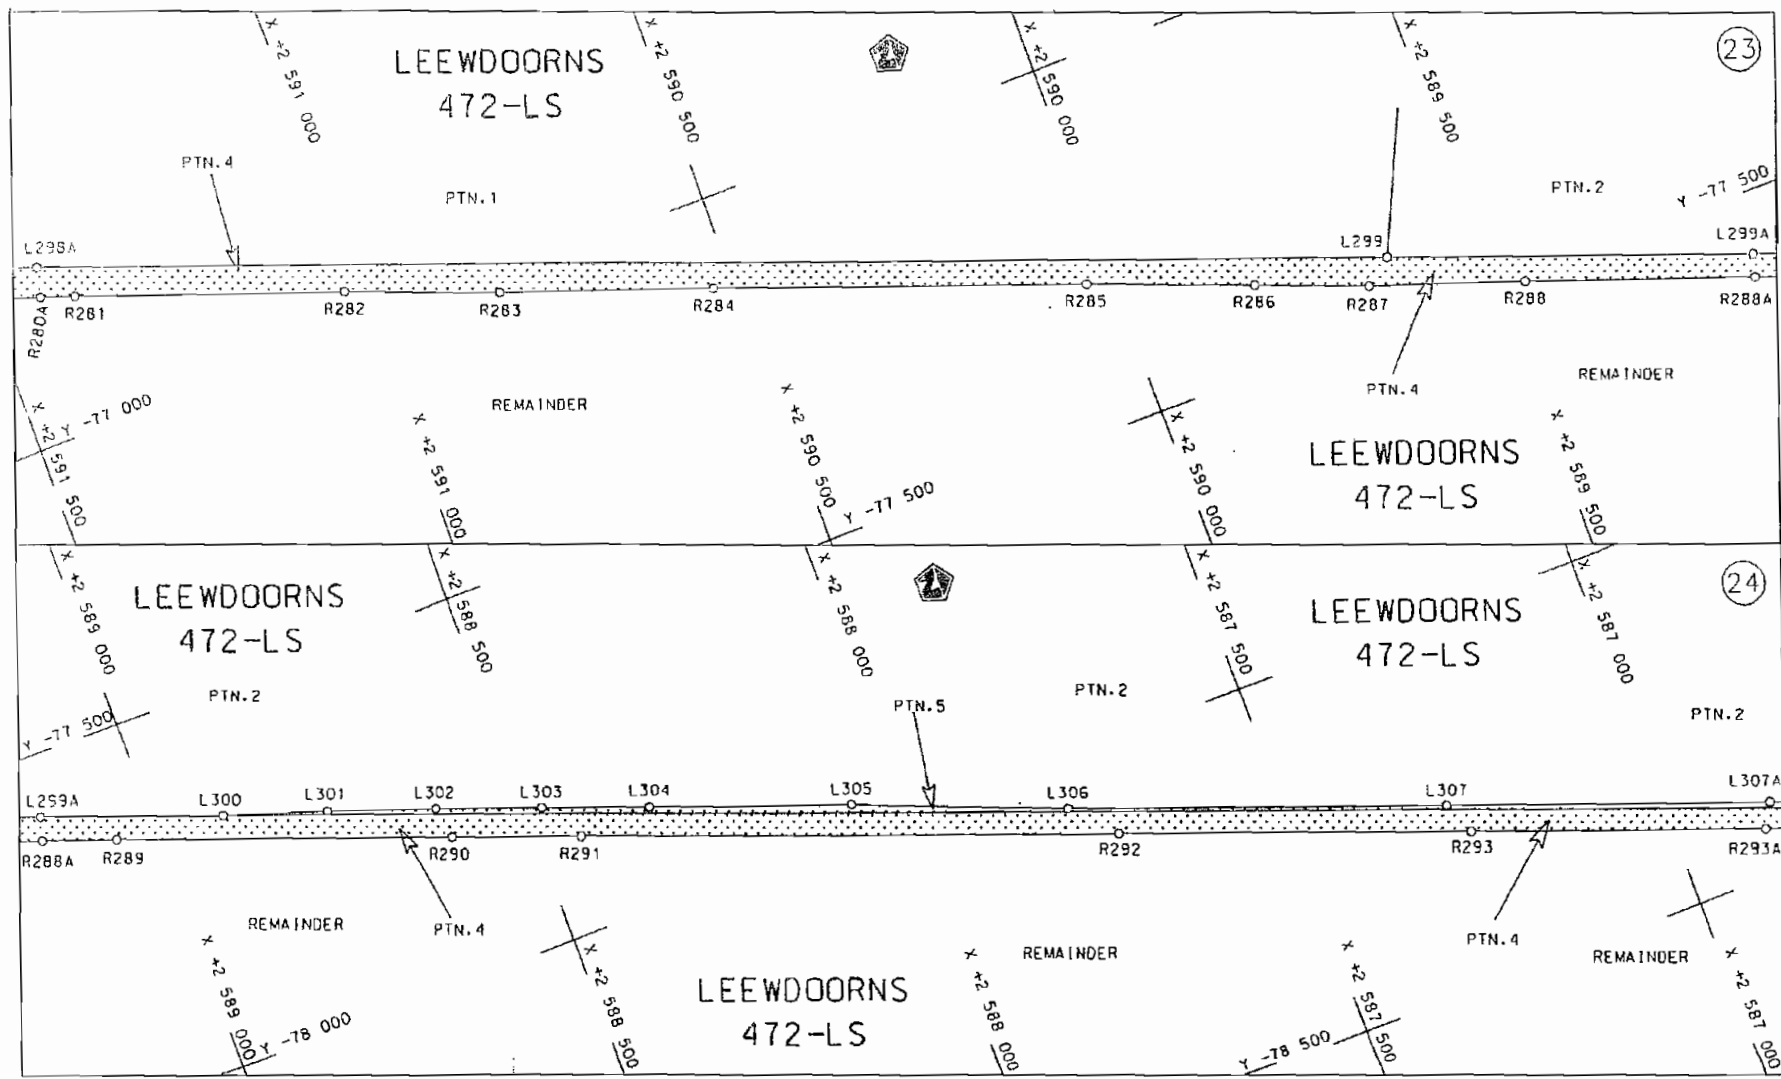 X +2 591 000
LEEWDOORNS
472-LS
X +2 590 500
X +2 590 000
X +2 589 500
23
PTN.4
PTN.1
PTN.2
Y -77 500
L298A
L299
L299A
R280A
R281
R282
R283
R284
R285
R286
R287
R288
R288A
X +2 591 500
Y -77 000
X +2 591 000
REMAINDER
X +2 590 500
Y -77 500
X +2 590 000
PTN.4
REMAINDER
LEEWDOORNS
472-LS
X +2 589 500
X +2 589 000
LEEWDOORNS
472-LS
X +2 588 500
X +2 588 000
X +2 587 500
LEEWDOORNS
472-LS
X +2 587 000
24
Y -77 500
PTN.2
PTN.5
PTN.2
PTN.2
L259A
L300
L301
L302
L303
L304
L305
L306
L307
L307A
R288A
R289
R290
R291
R292
R293
R293A
X +2 589 000
Y -78 000
REMAINDER
PTN.4
X +2 588 500
LEEWDOORNS
472-LS
X +2 588 000
REMAINDER
Y -78 500
X +2 587 500
PTN.4
REMAINDER
X +2 587 000